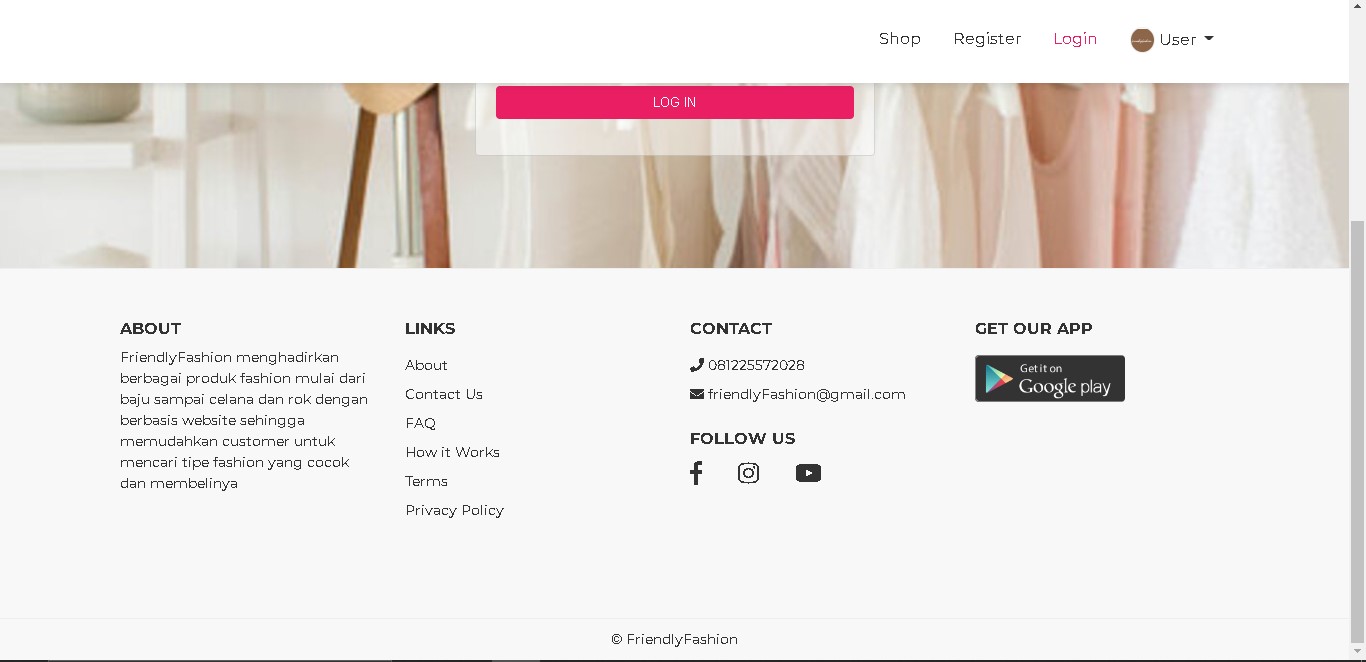 Shop Register Login User
LOG IN
ABOUT
FriendlyFashion menghadirkan
berbagai produk fashion mulai dari
baju sampai celana dan rok dengan
berbasis website sehingga
memudahkan customer untuk
mencari tipe fashion yang cocok
dan membelinya
LINKS
About
Contact Us
FAQ
How it Works
Terms
Privacy Policy
CONTACT
081225572028
friendlyFashion@gmail.com
FOLLOW US
GET OUR APP
Get it on
Google play
© FriendlyFashion